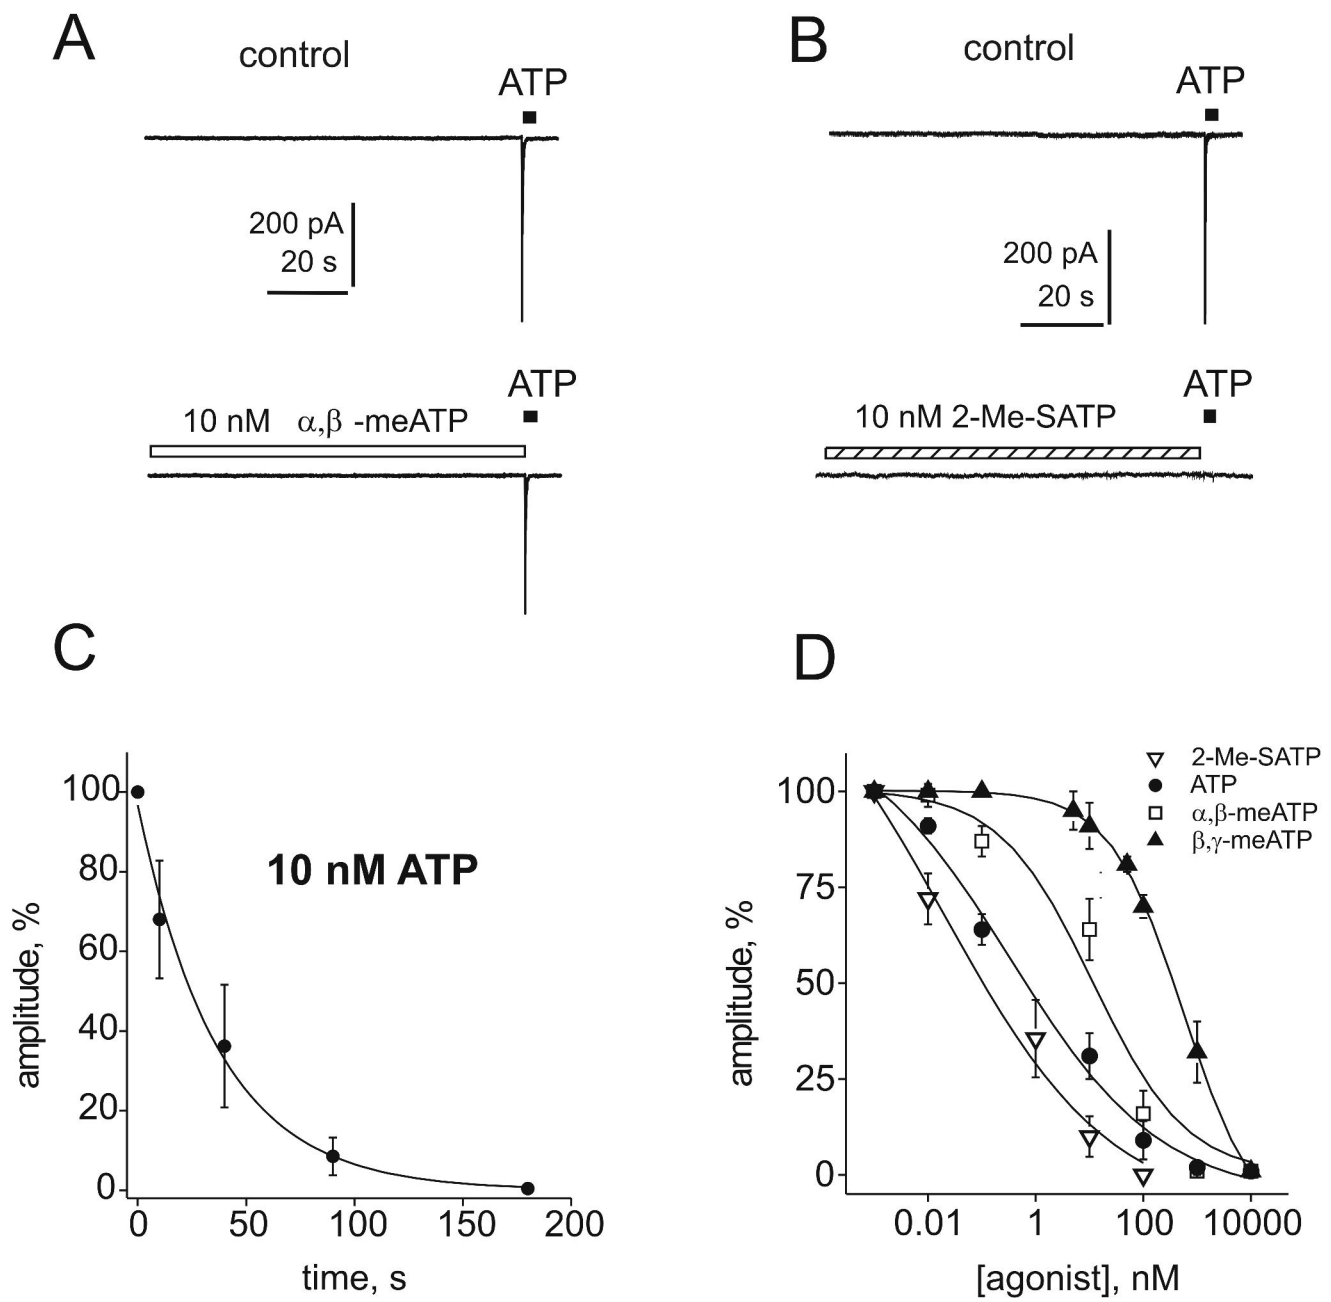 A
control
ATP
200 pA
20 s
ATP
10 nM α,β -meATP
B
control
ATP
200 pA
20 s
ATP
10 nM 2-Me-SATP
C
10 nM ATP
amplitude, %
100
80
60
40
20
0
0 50 100 150 200
time, s
D
2-Me-SATP
ATP
α,β-meATP
β,γ-meATP
amplitude, %
100
75
50
25
0
0.01 1 100 10000
[agonist], nM